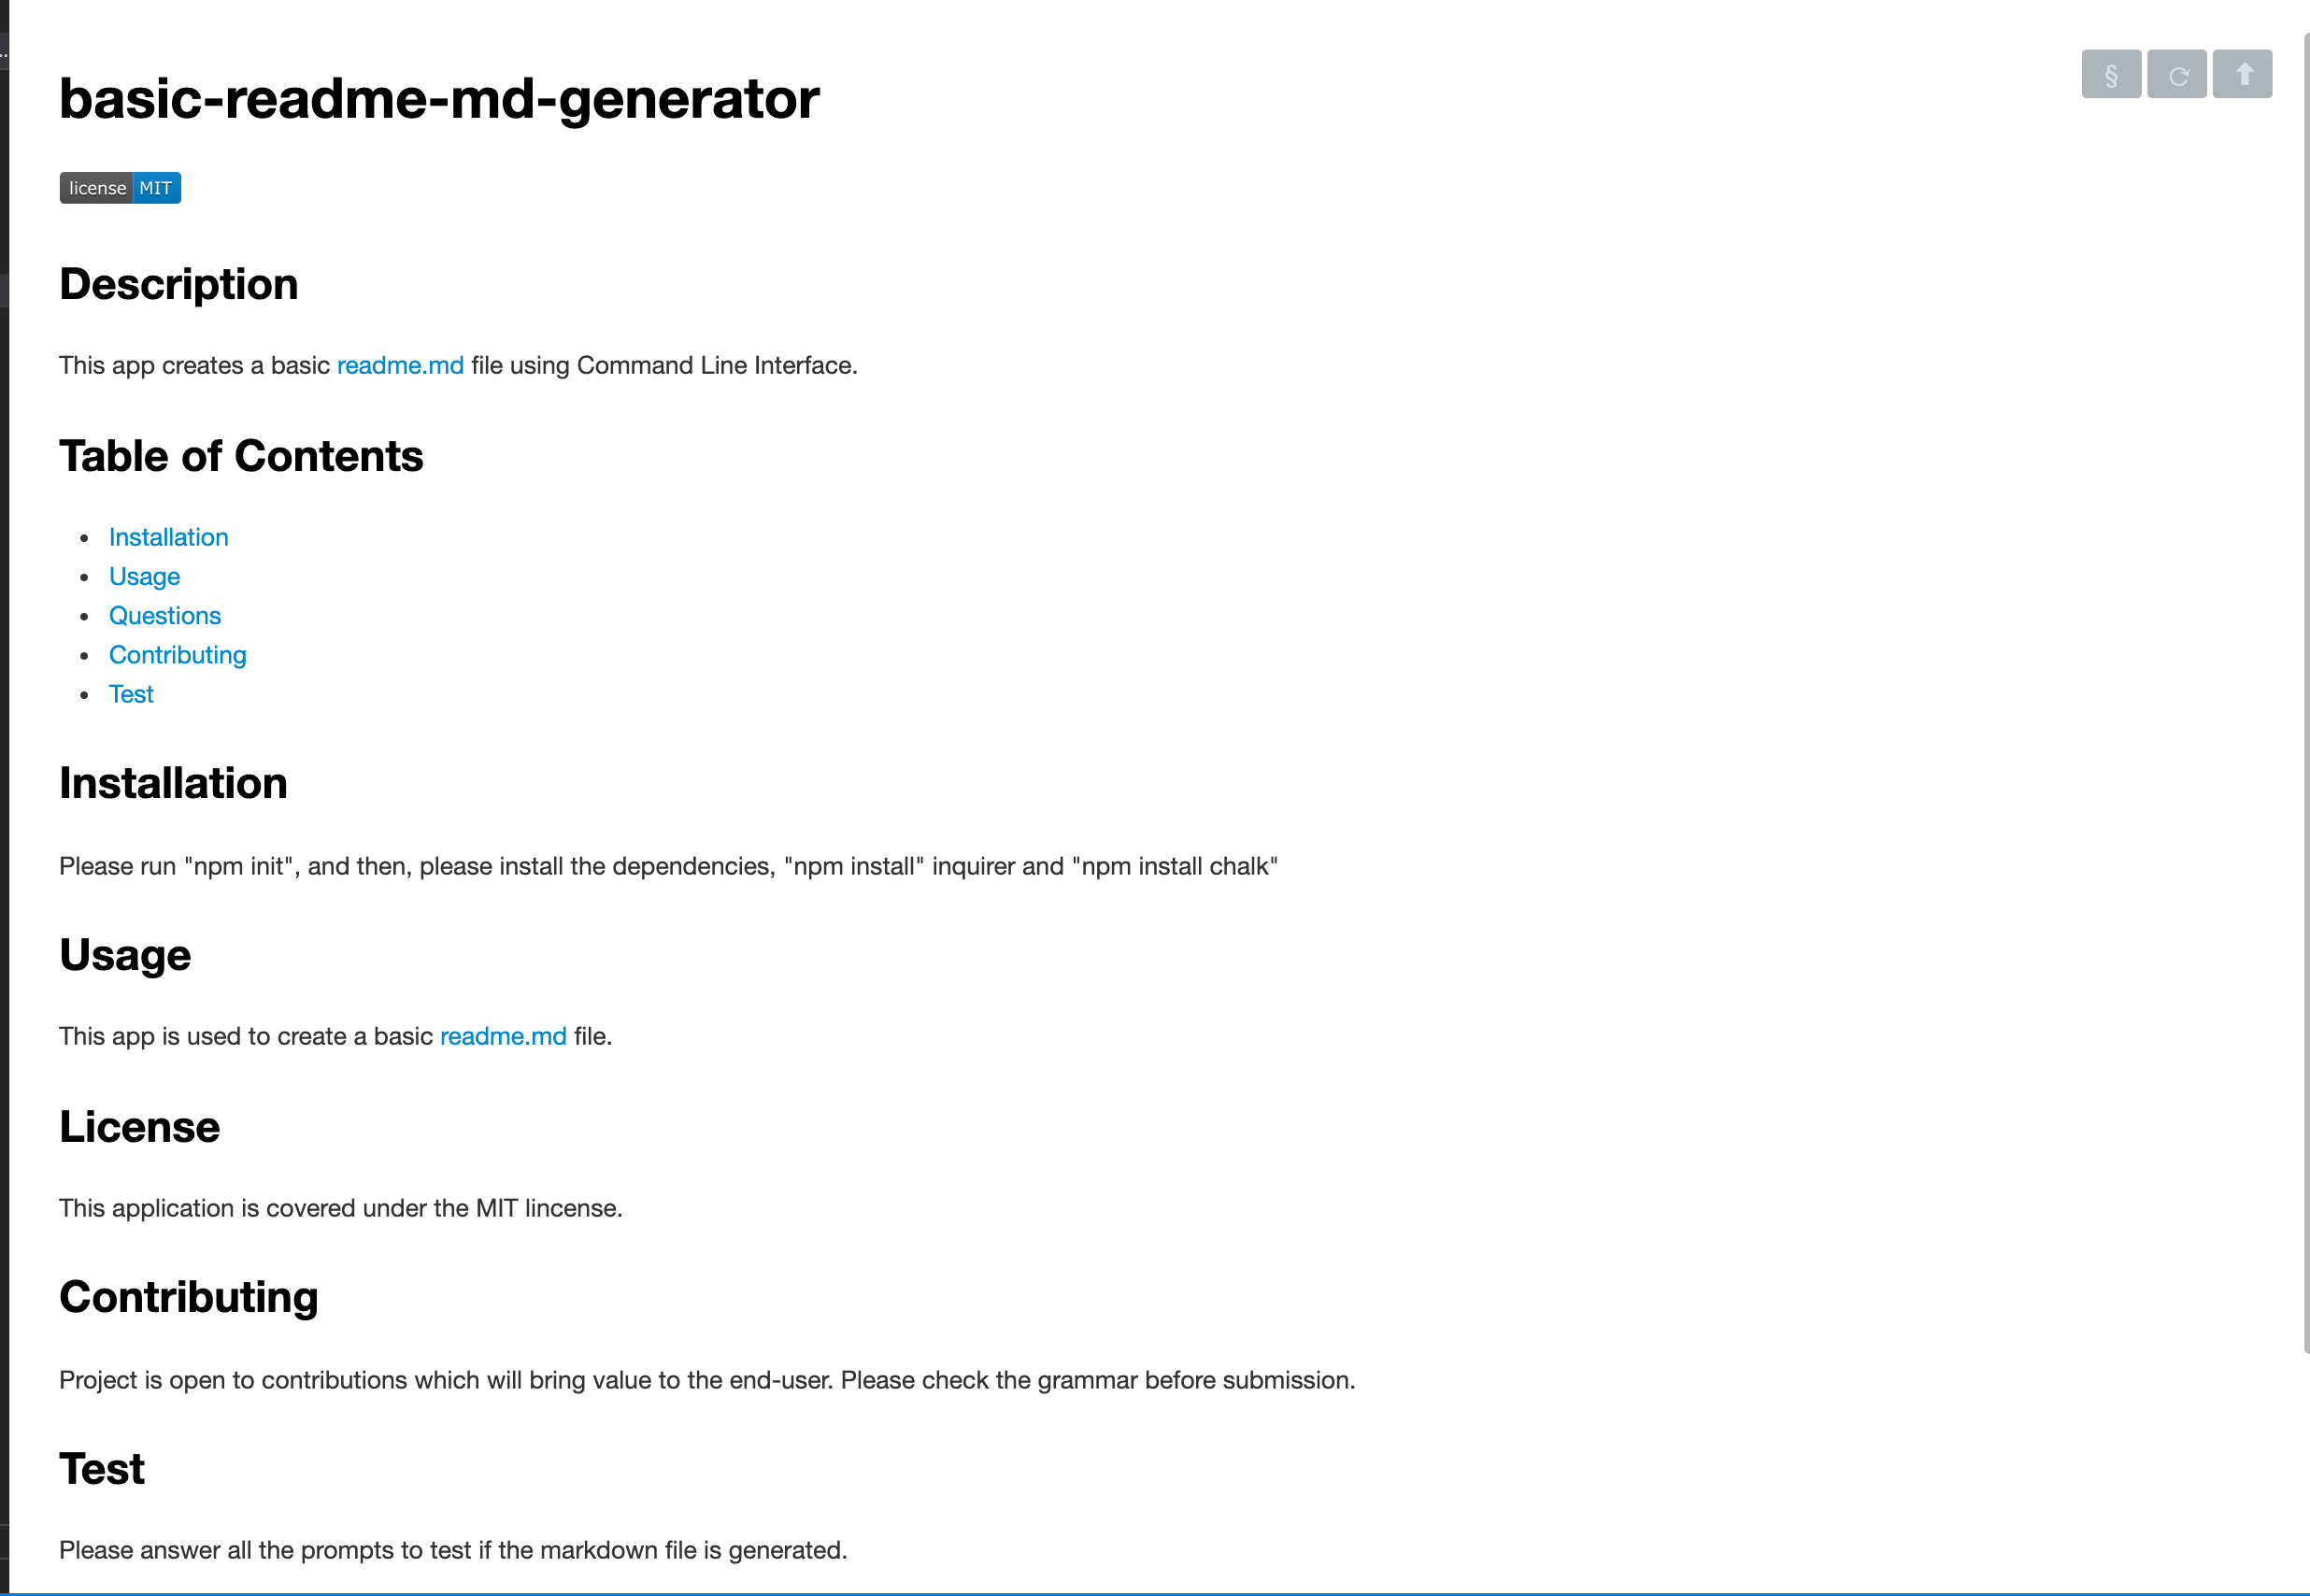 basic-readme-md-generator
§
license MIT
Description
This app creates a basic readme.md file using Command Line Interface.
Table of Contents
Installation
Usage
Questions
Contributing
Test
Installation
Please run "npm init", and then, please install the dependencies, "npm install" inquirer and "npm install chalk"
Usage
This app is used to create a basic readme.md file.
License
This application is covered under the MIT lincense.
Contributing
Project is open to contributions which will bring value to the end-user. Please check the grammar before submission.
Test
Please answer all the prompts to test if the markdown file is generated.